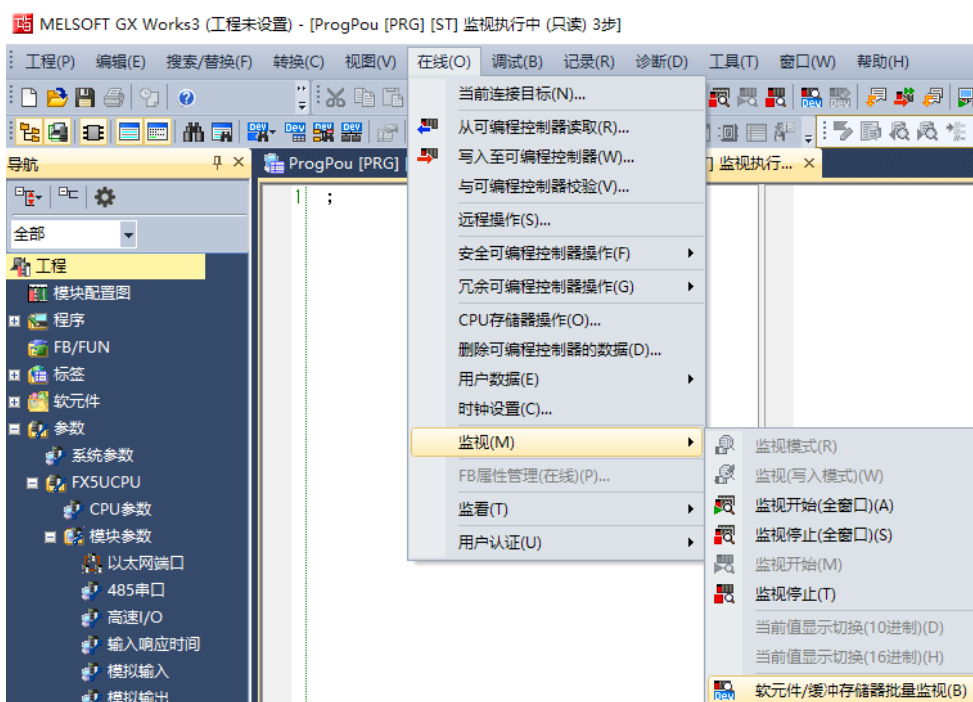 MELSOFT GX Works3 (工程未设置) - [ProgPou [PRG] [ST] 监视执行中 (只读) 3步]
工程(P) 编辑(E) 搜索/替换(F) 转换(C) 视图(V) 在线(O) 调试(B) 记录(R) 诊断(D) 工具(T) 窗口(W) 帮助(H)
导航
全部
工程
模块配置图
程序
FB/FUN
标签
软元件
参数
系统参数
FX5UCPU
CPU参数
模块参数
以太网端口
485串口
高速I/O
输入响应时间
模拟输入
模拟输出
ProgPou [PRG]
] 监视执行...
1 ;
当前连接目标(N)...
从可编程控制器读取(R)...
写入至可编程控制器(W)...
与可编程控制器校验(V)...
远程操作(S)...
安全可编程控制器操作(F)
冗余可编程控制器操作(G)
CPU存储器操作(O)...
删除可编程控制器的数据(D)...
用户数据(E)
时钟设置(C)...
监视(M)
FB属性管理(在线)(P)...
监看(T)
用户认证(U)
监视模式(R)
监视(写入模式)(W)
监视开始(全窗口)(A)
监视停止(全窗口)(S)
监视开始(M)
监视停止(T)
当前值显示切换(10进制)(D)
当前值显示切换(16进制)(H)
软元件/缓冲存储器批量监视(B)